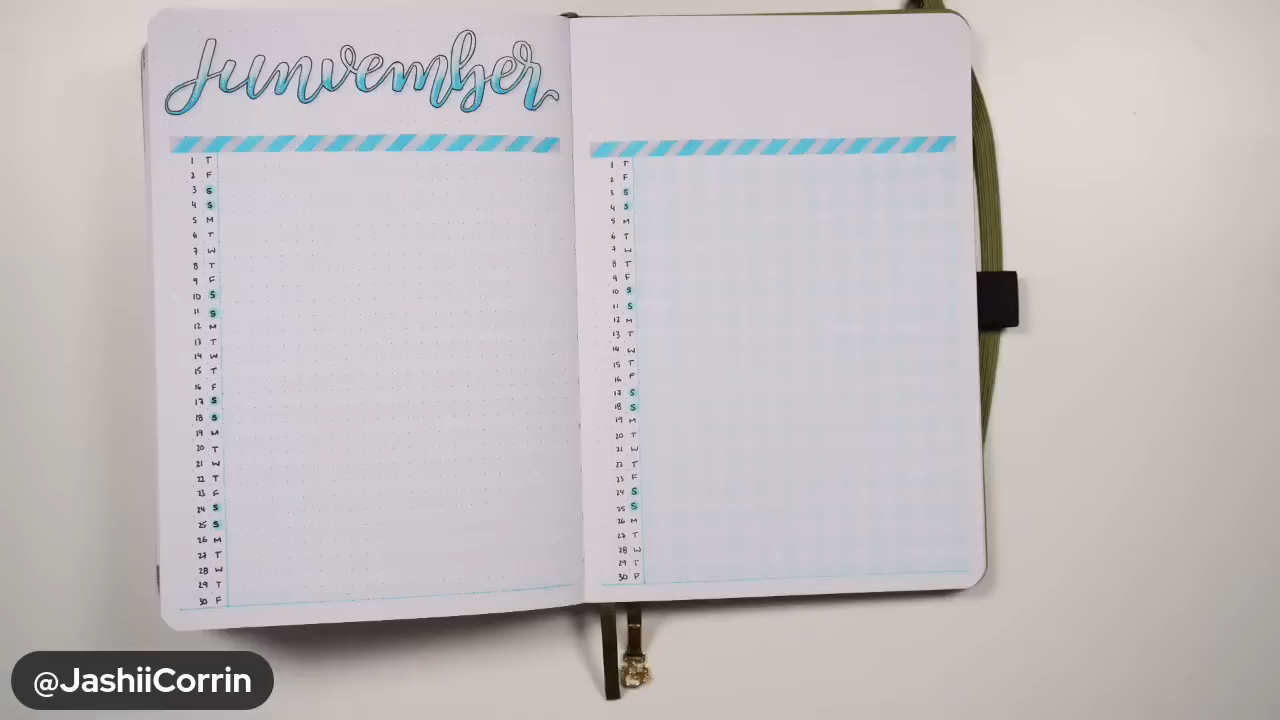 Junvember
1 T
2 F
3 S
4 S
5 M
6 T
7 W
8 T
9 F
10 S
11 S
12 M
13 T
14 W
15 T
16 F
17 S
18 S
19 M
20 T
21 W
22 T
23 F
24 S
25 S
26 M
27 T
28 W
29 T
30 F
1 T
2 F
3 S
4 S
5 M
6 T
7 W
8 T
9 F
10 S
11 S
12 M
13 T
14 W
15 T
16 F
17 S
18 S
19 M
20 T
21 W
22 T
23 F
24 S
25 S
26 M
27 T
28 W
29 T
30 F
@JashiiCorrin